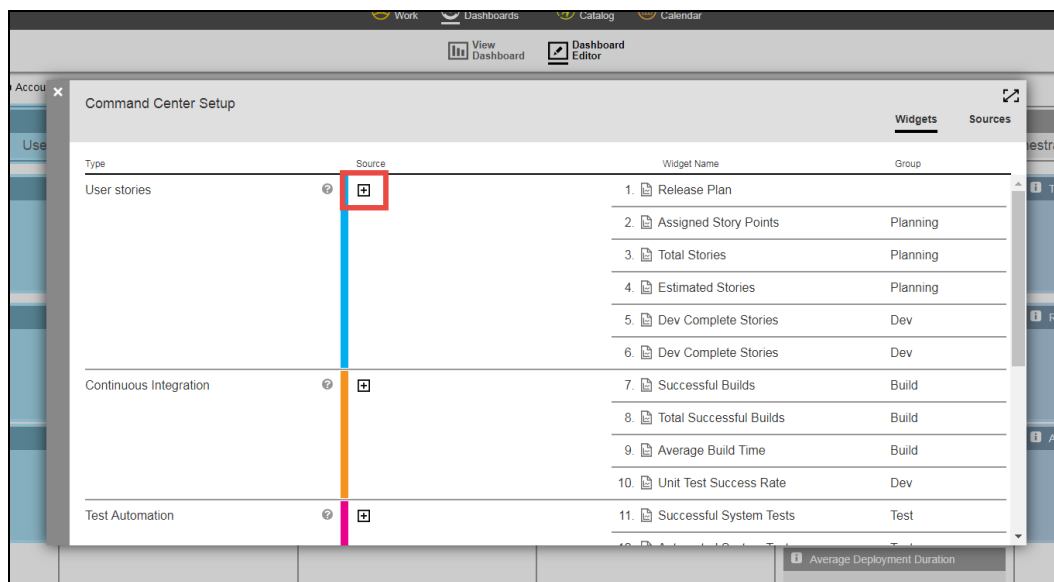 Work Dashboards Catalog Calendar
View Dashboard
Dashboard Editor
Accou
Command Center Setup
Widgets Sources
Use
estr
Type Source Widget Name Group
User stories
1. Release Plan
2. Assigned Story Points Planning
3. Total Stories Planning
4. Estimated Stories Planning
5. Dev Complete Stories Dev
6. Dev Complete Stories Dev
Continuous Integration 7. Successful Builds Build
8. Total Successful Builds Build
9. Average Build Time Build
10. Unit Test Success Rate Dev
Test Automation 11. Successful System Tests Test
Average Deployment Duration